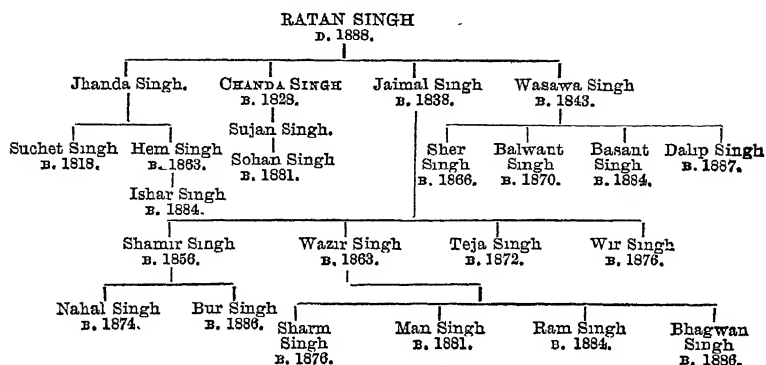 RATAN SINGH
D. 1888.
Jhanda Singh. CHANDA SINGH Jaimal Singh Wasawa Singh
B. 1828. B. 1838. B. 1843.
Sujan Singh.
Suchet Singh Hem Singh Sohan Singh Sher Balwant Basant Dalip Singh
B. 1818. B. 1863. B. 1881. Singh Singh Singh B. 1887.
B. 1866. B. 1870. B. 1884.
Ishar Singh
B. 1884.
Shamir Singh Wazir Singh Teja Singh Wir Singh
B. 1856. B. 1863. B. 1872. B. 1876.
Nahal Singh Bur Singh Sharm Man Singh Ram Singh Bhagwan
B. 1874. B. 1886. Singh B. 1881. B. 1884. Singh
B. 1876. B. 1886.